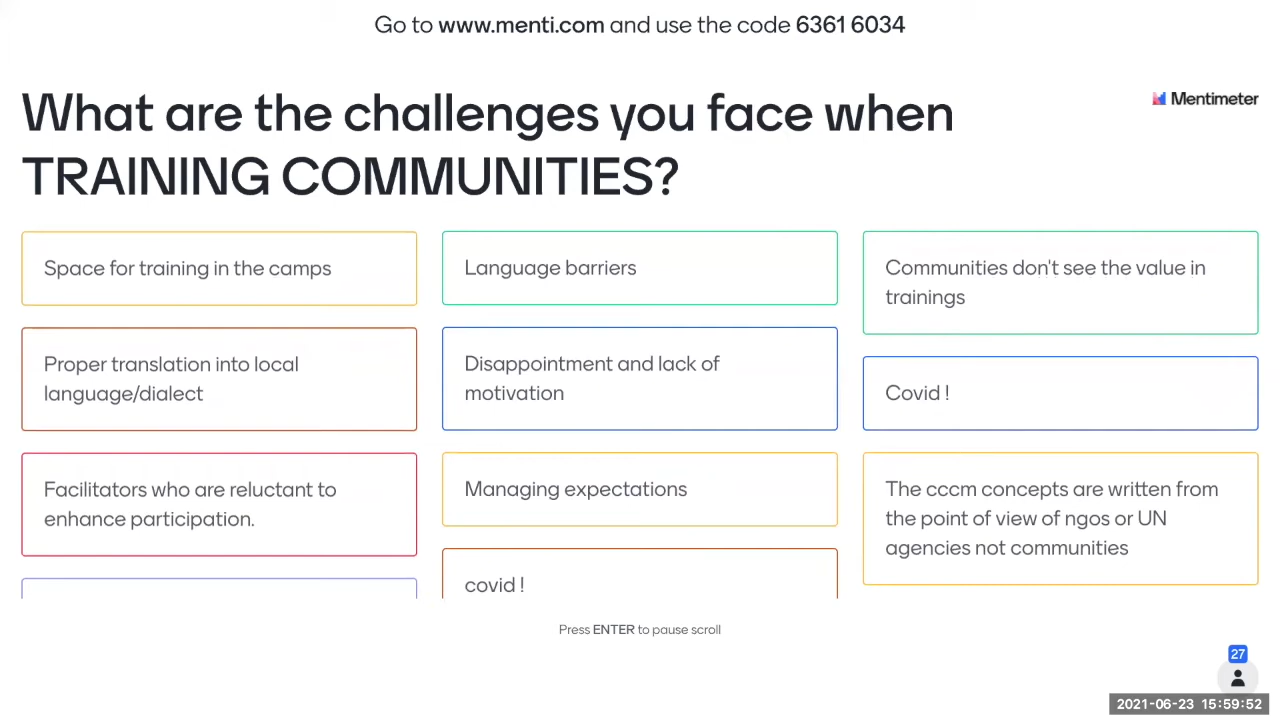 Go to www.menti.com and use the code 6361 6034
Mentimeter
What are the challenges you face when
TRAINING COMMUNITIES?
Space for training in the camps
Proper translation into local
language/dialect
Facilitators who are reluctant to
enhance participation.
Language barriers
Disappointment and lack of
motivation
Managing expectations
covid !
Communities don't see the value in
trainings
Covid !
The cccm concepts are written from
the point of view of ngos or UN
agencies not communities
Press ENTER to pause scroll
27
2021-06-23 15:59:52